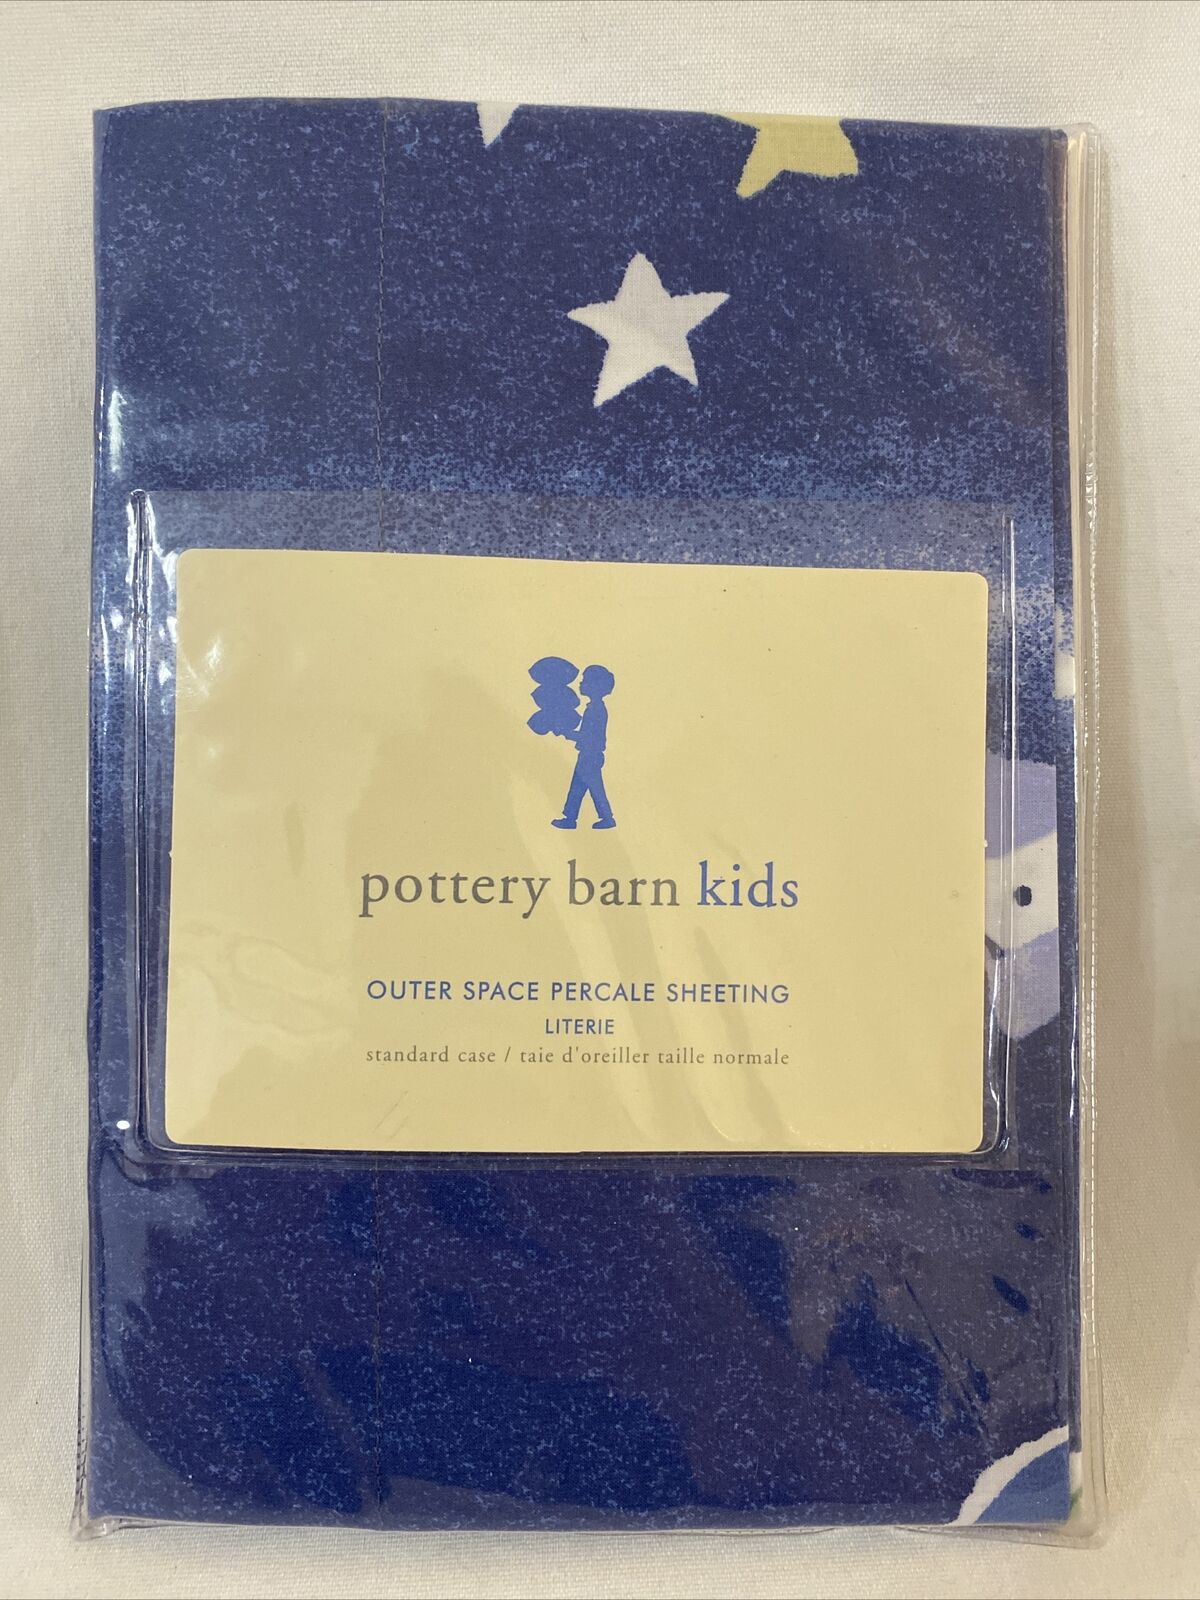 pottery barn kids
OUTER SPACE PERCALE SHEETING
LITERIE
standard case / taie d'oreiller taille normale